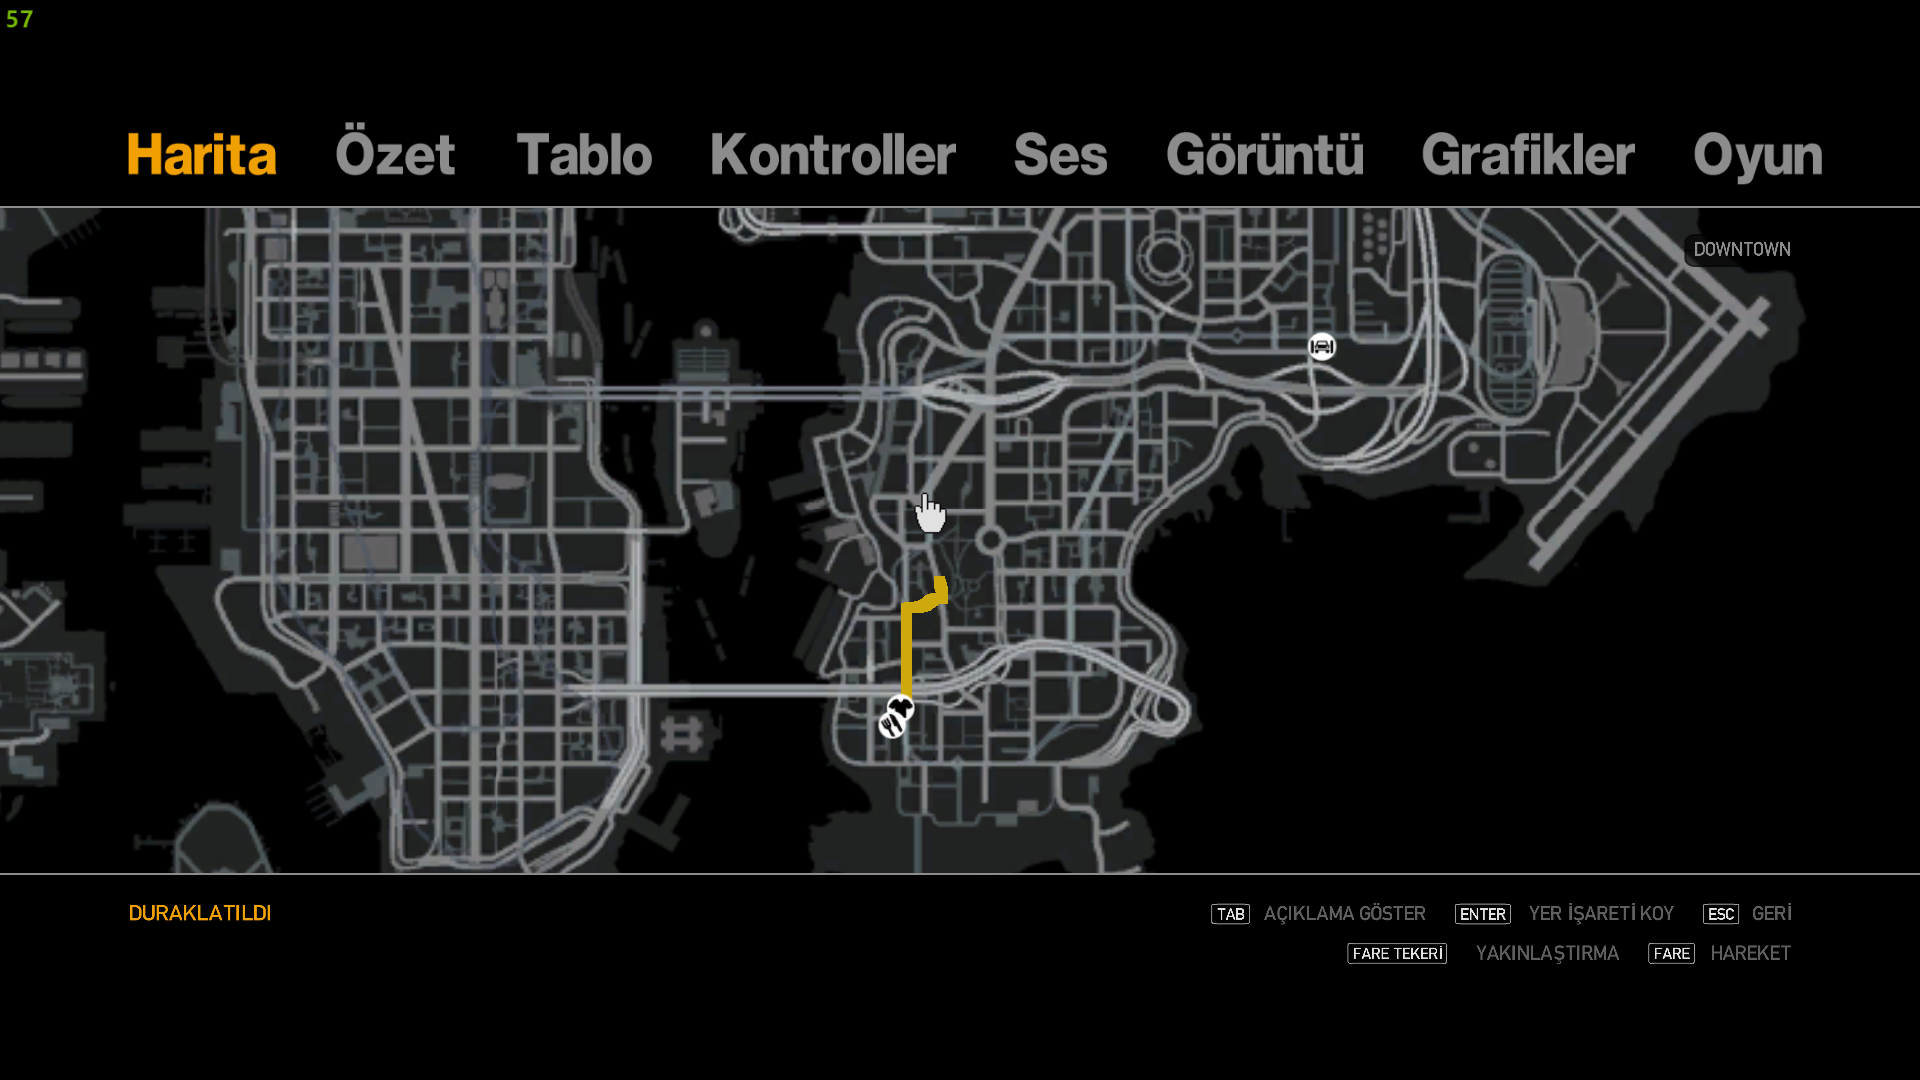 57
Harita Özet Tablo Kontroller Ses Görüntü Grafikler Oyun
DOWNTOWN
DURAKLATILDI
TAB AÇIKLAMA GÖSTER ENTER YER İŞARETİ KOY ESC GERİ
FARE TEKERİ YAKINLAŞTIRMA FARE HAREKET